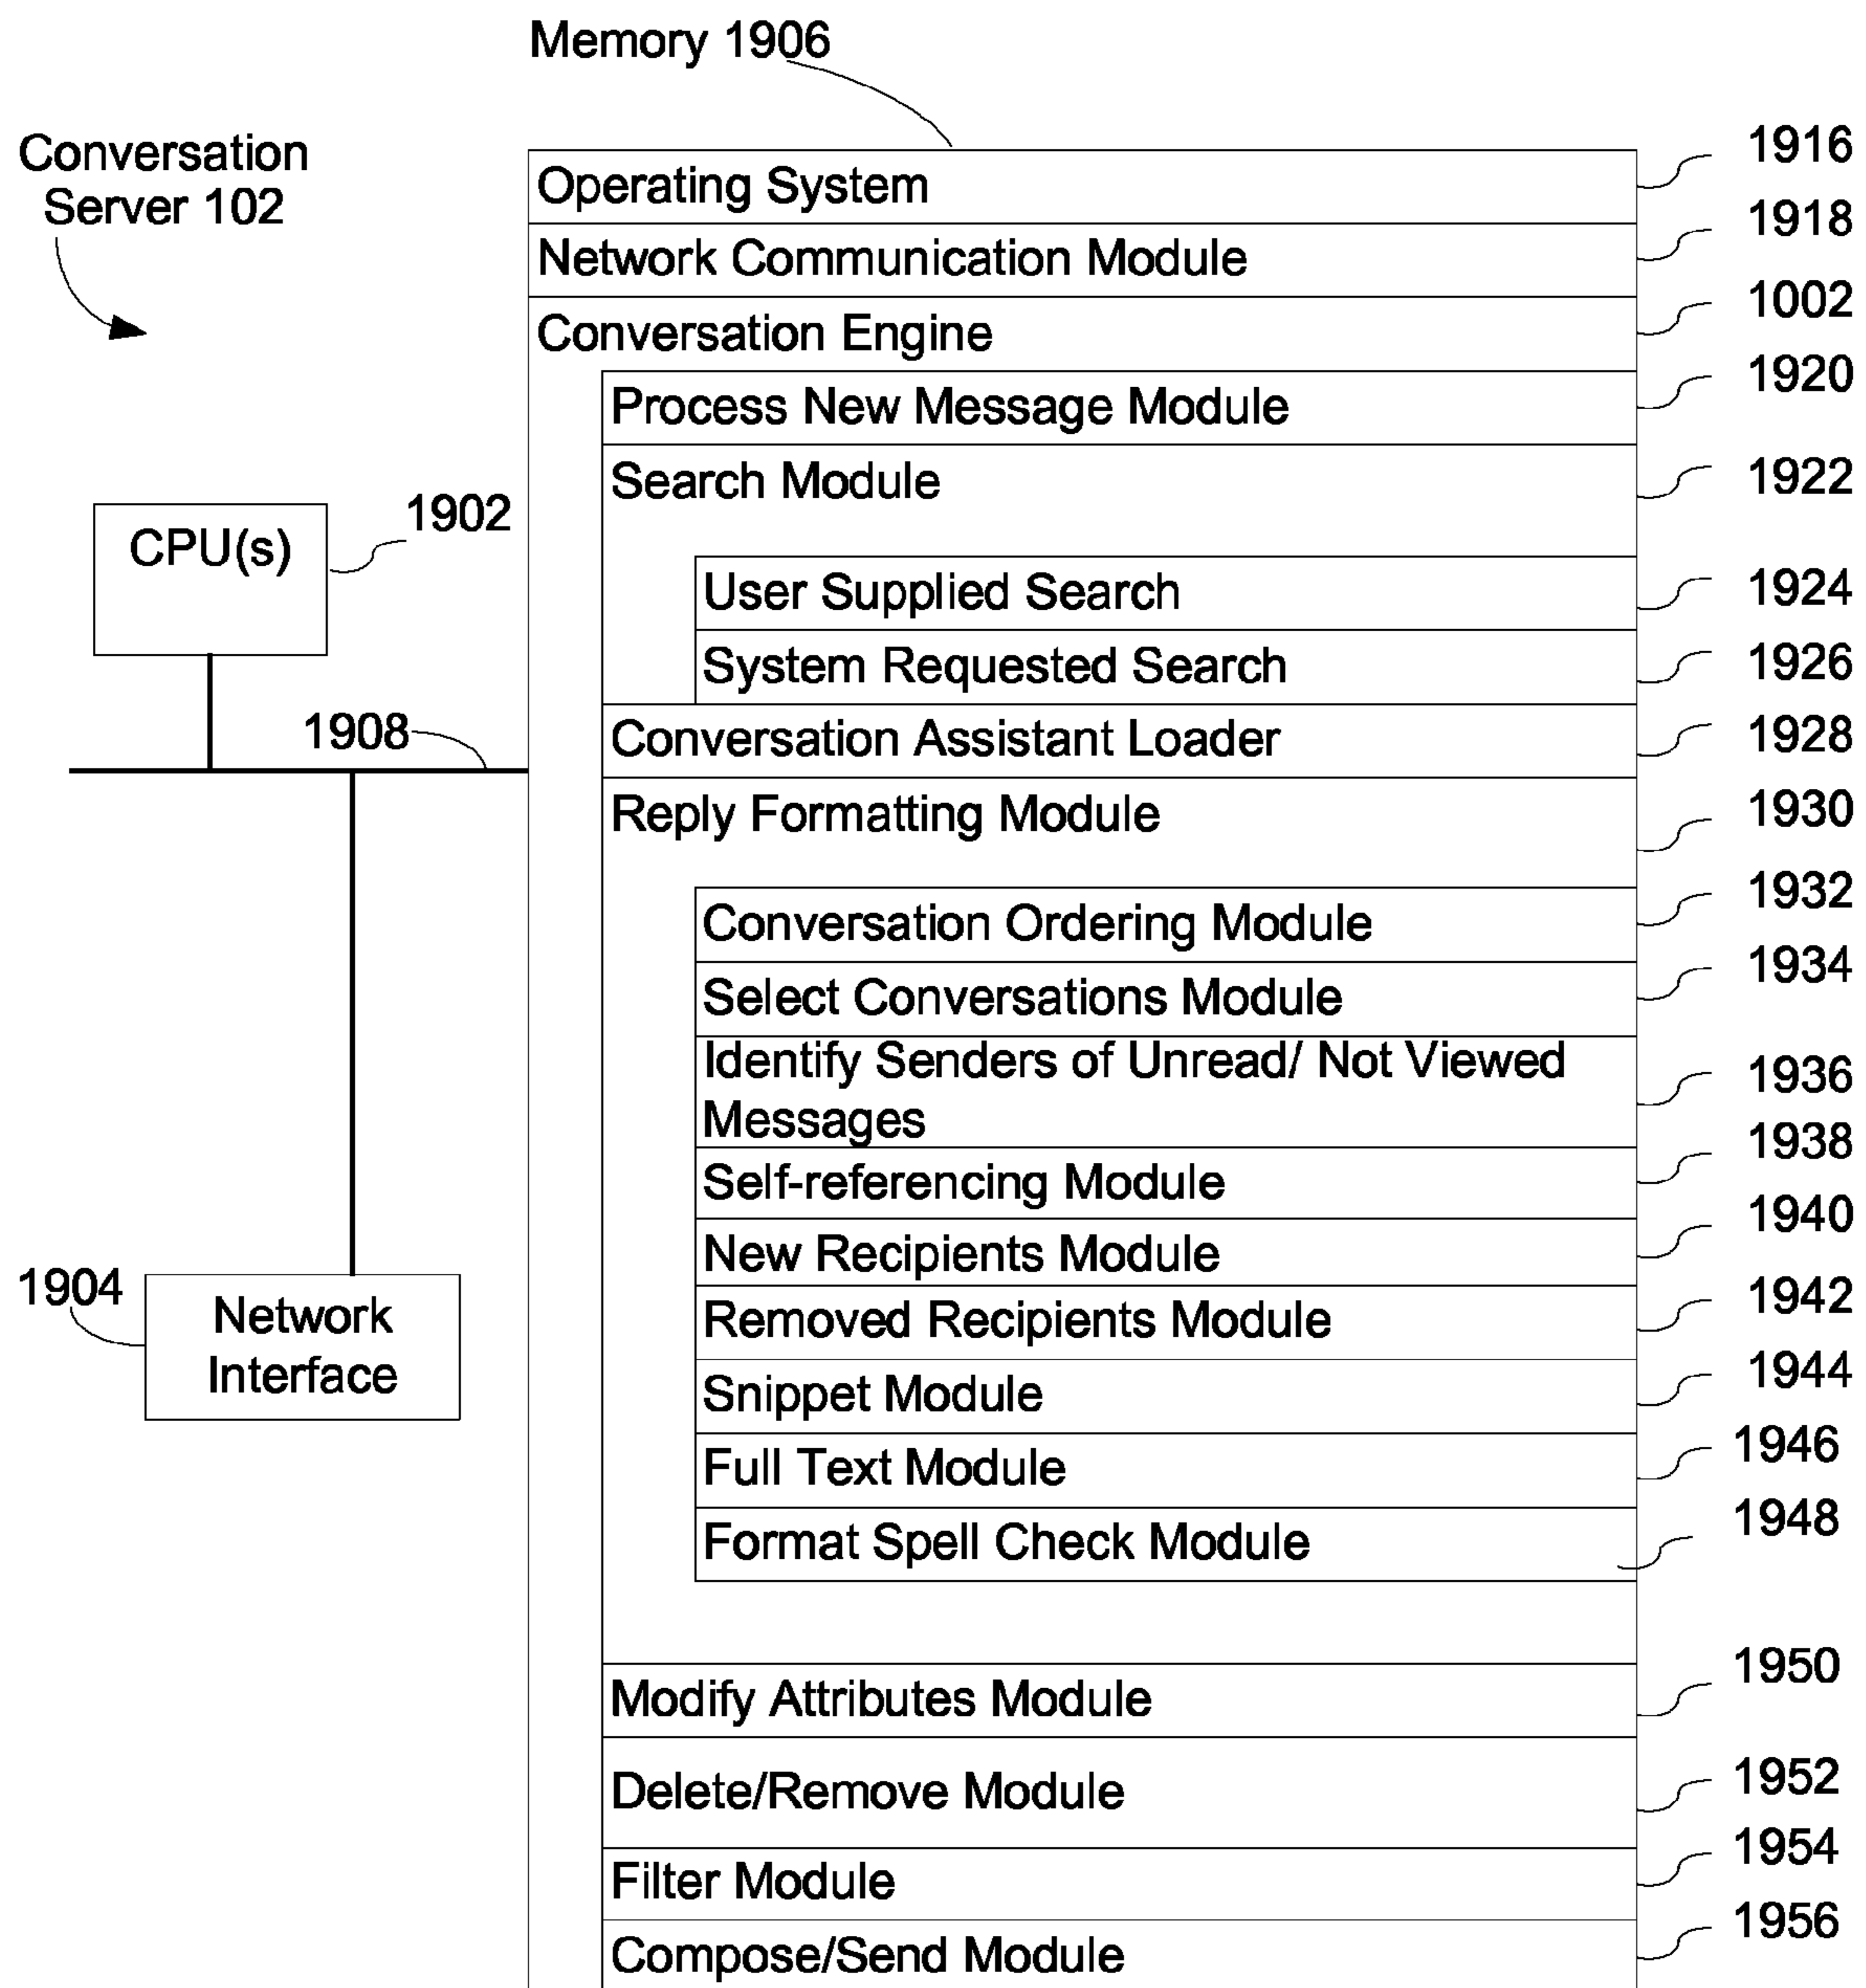 Memory 1906
Conversation
Server 102
Operating System
1916
Network Communication Module
1918
Conversation Engine
1002
Process New Message Module
1920
Search Module
1922
CPU(s)
1902
User Supplied Search
1924
System Requested Search
1926
1908
Conversation Assistant Loader
1928
Reply Formatting Module
1930
Conversation Ordering Module
1932
Select Conversations Module
1934
Identify Senders of Unread/ Not Viewed
Messages
1936
Self-referencing Module
1938
New Recipients Module
1940
1904
Network
Interface
Removed Recipients Module
1942
Snippet Module
1944
Full Text Module
1946
Format Spell Check Module
1948
Modify Attributes Module
1950
Delete/Remove Module
1952
Filter Module
1954
Compose/Send Module
1956